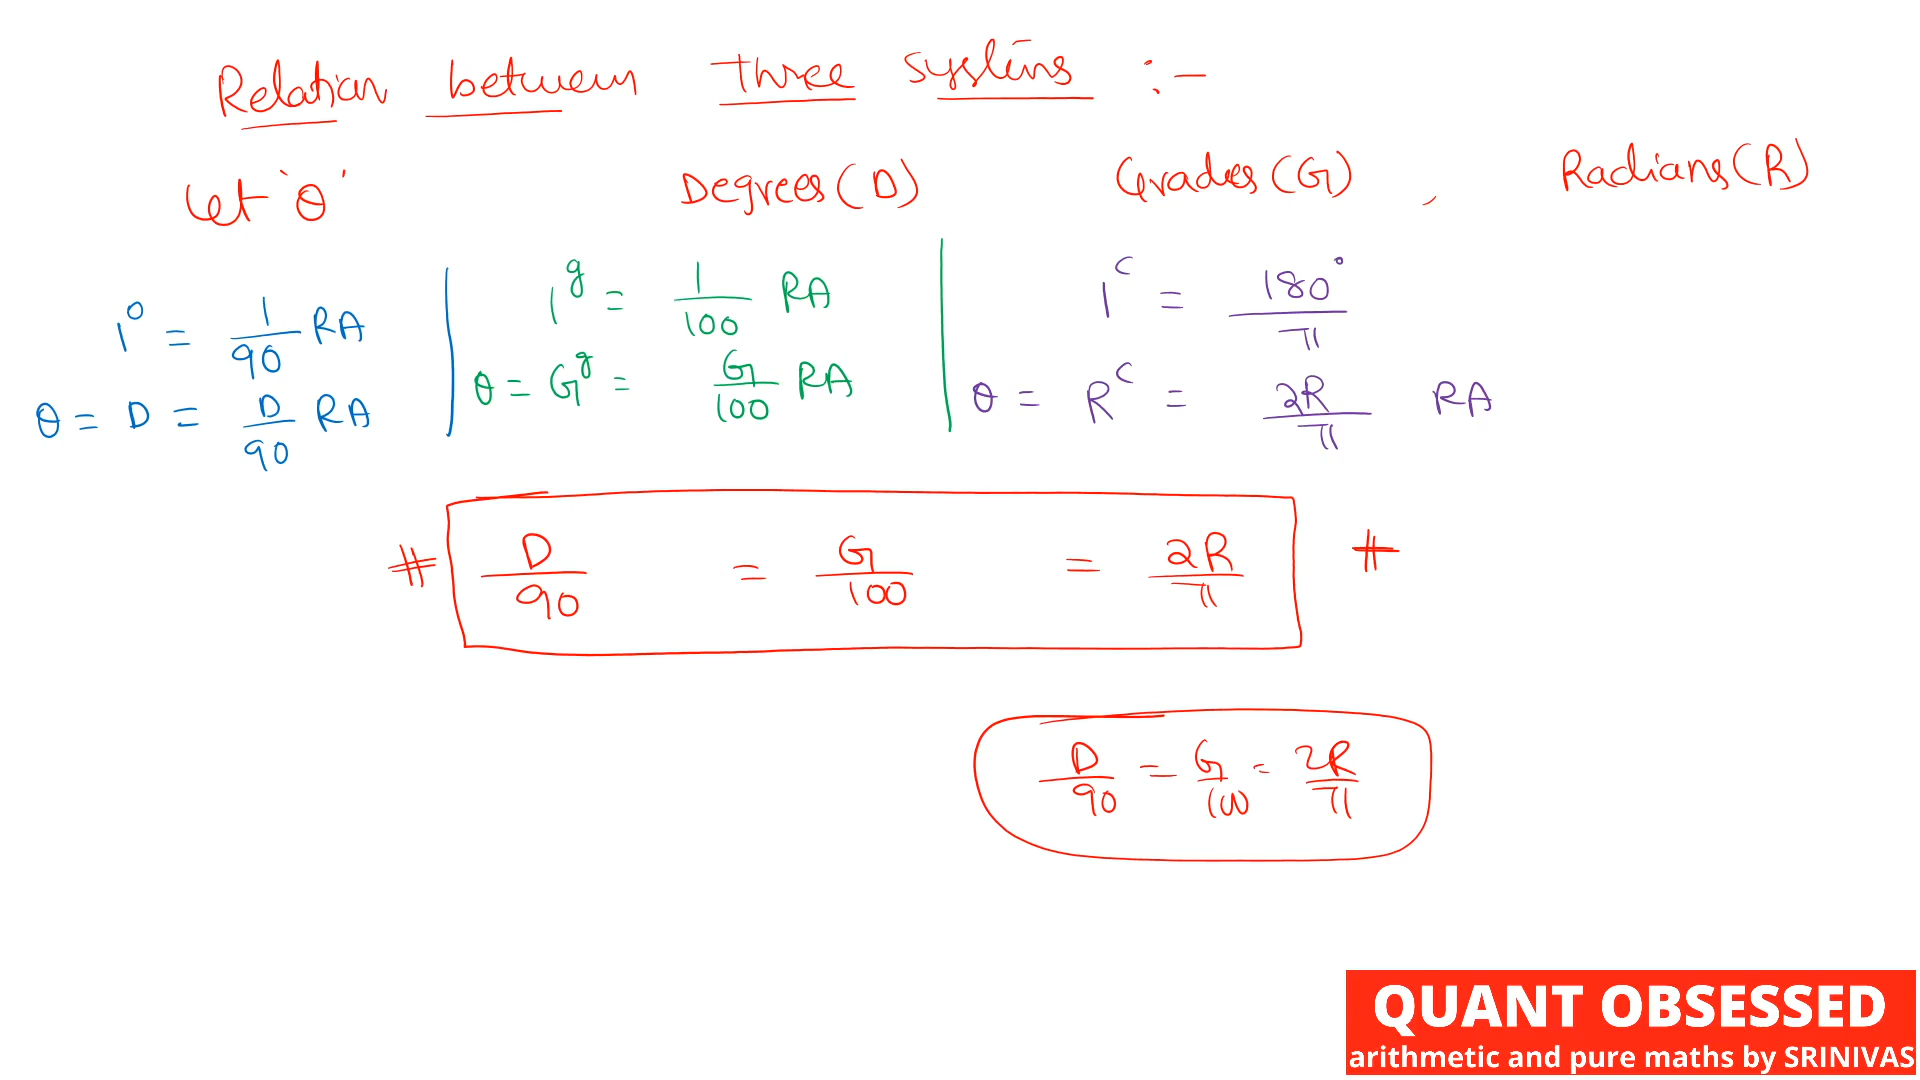 Relation between three systems :-
Let 'θ' Degrees (D) Grades (G) , Radians (R)
1° = 1/90 RA
θ = D = D/90 RA
1^g = 1/100 RA
θ = G^g = G/100 RA
1^c = 180°/π
θ = R^c = 2R/π RA
# D/90 = G/100 = 2R/π #
D/90 = G/100 = 2R/π
QUANT OBSESSED
arithmetic and pure maths by SRINIVAS